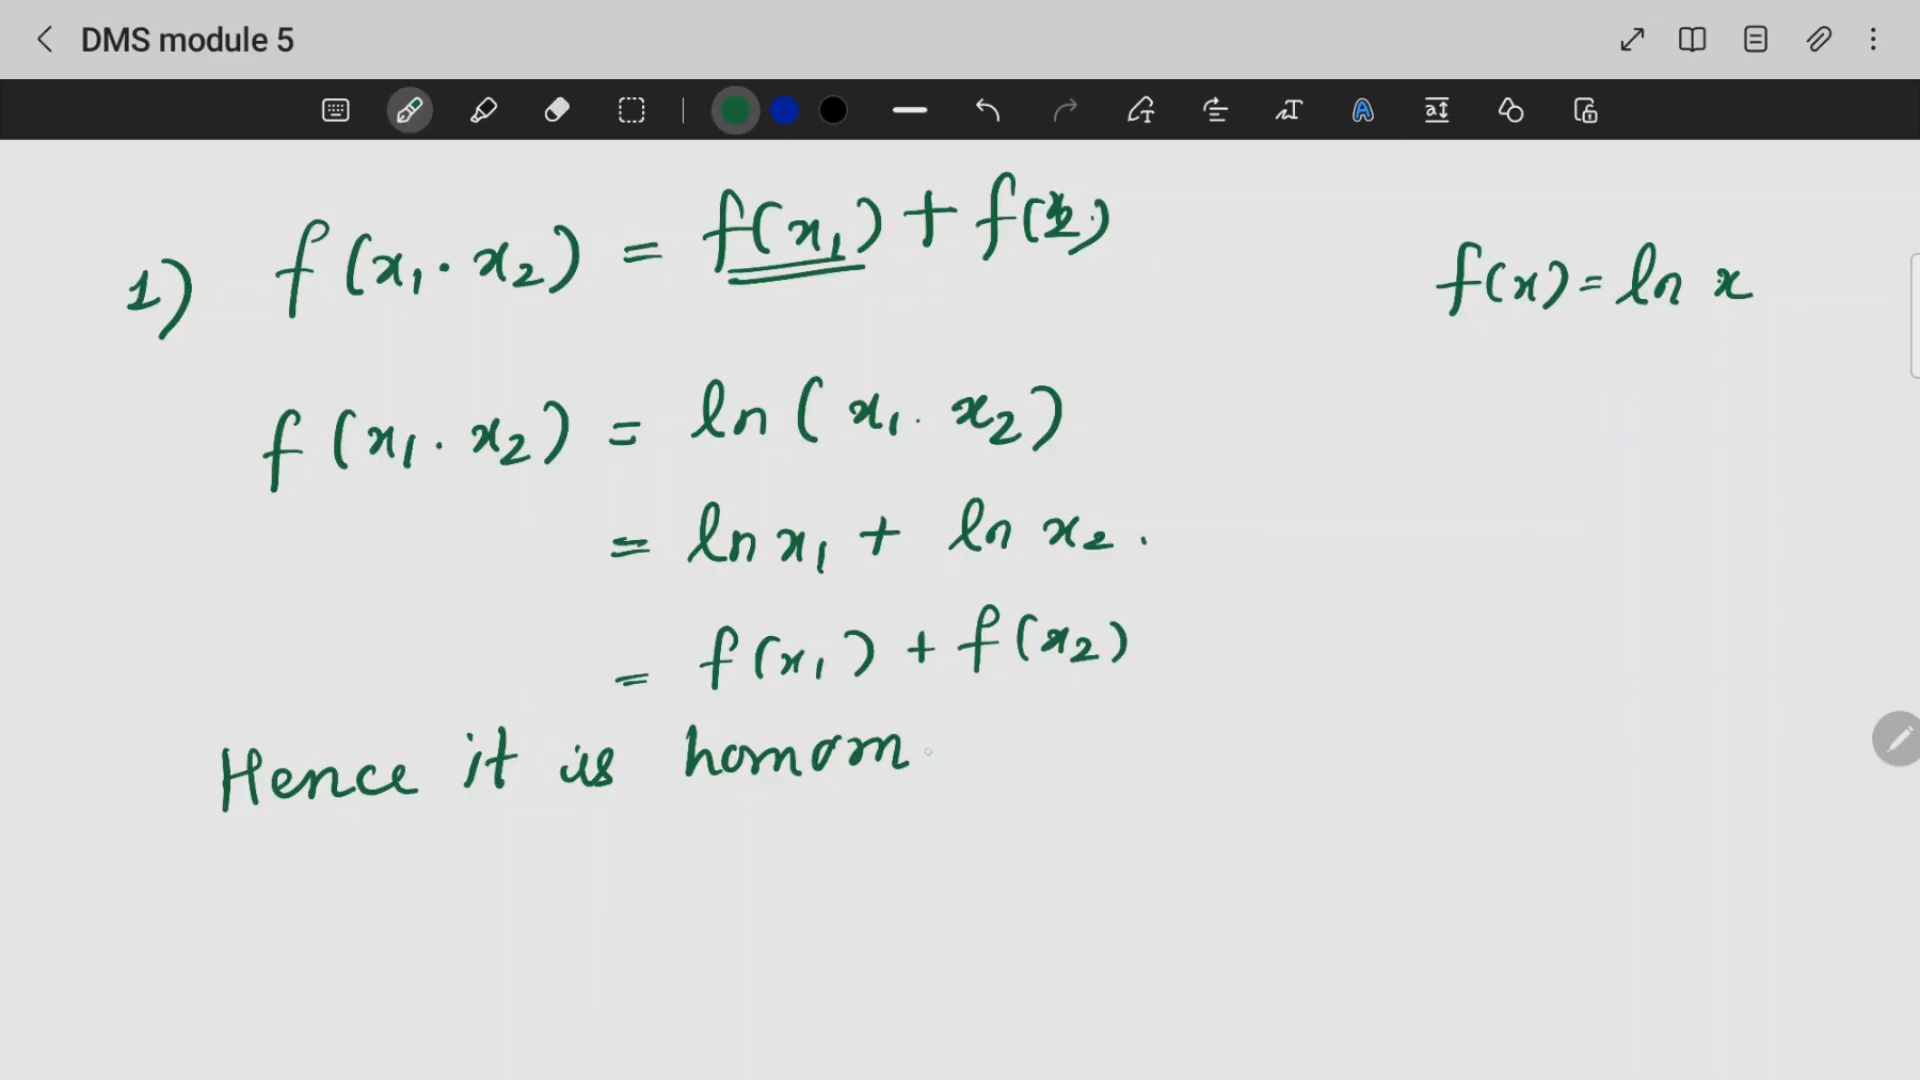 DMS module 5
1) f(x₁·x₂) = f(x₁) + f(x₂)
f(x) = ln x
f(x₁·x₂) = ln(x₁·x₂)
= ln x₁ + ln x₂.
= f(x₁) + f(x₂)
Hence it is homom